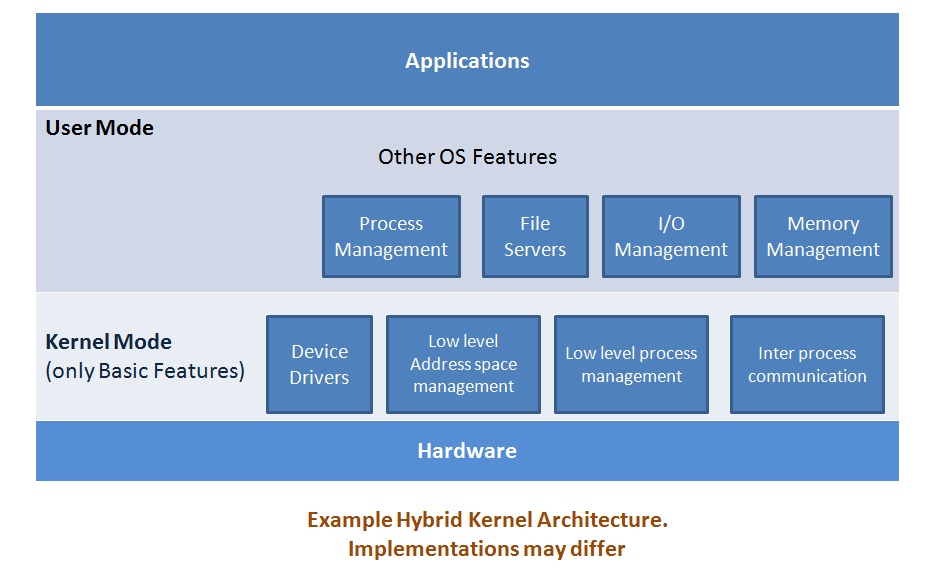 Applications
User Mode
Other OS Features
Process
Management
File
Servers
I/O
Management
Memory
Management
Kernel Mode
(only Basic Features)
Device
Drivers
Low level
Address space
management
Low level process
management
Inter process
communication
Hardware
Example Hybrid Kernel Architecture.
Implementations may differ